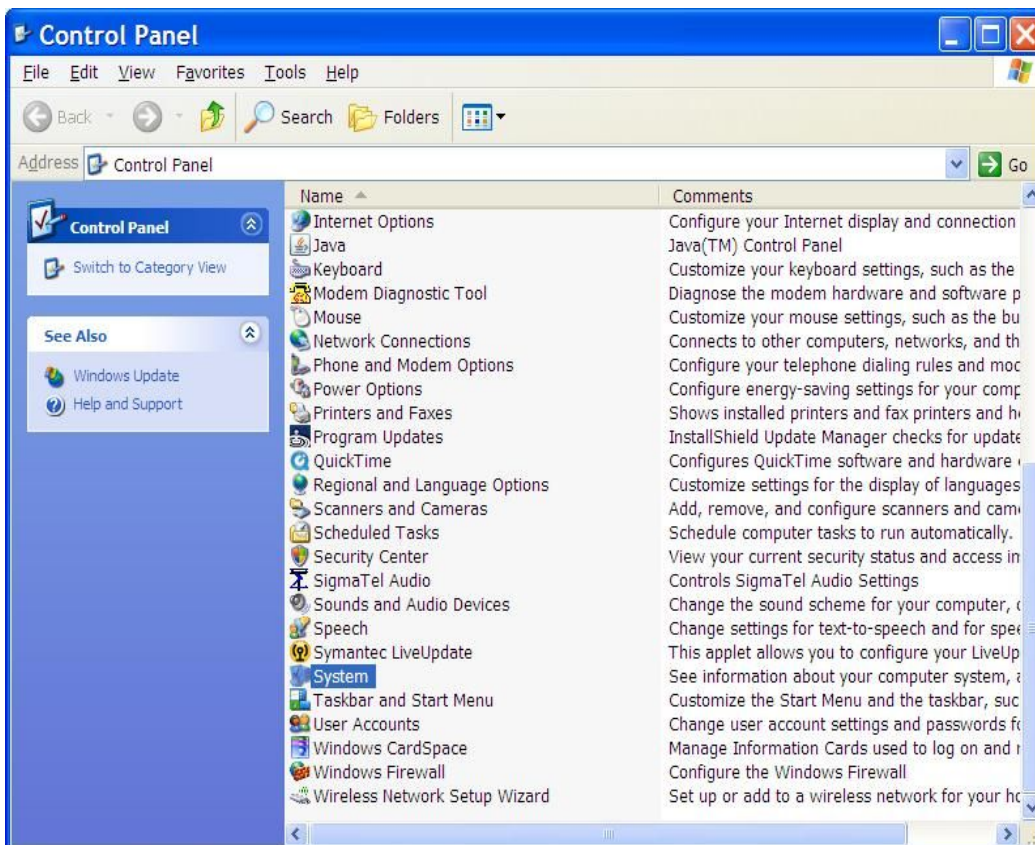 Control Panel
File Edit View Favorites Tools Help
Back Search Folders
Address Control Panel Go
Control Panel
Switch to Category View
See Also
Windows Update
Help and Support
Name Comments
Internet Options Configure your Internet display and connection
Java Java(TM) Control Panel
Keyboard Customize your keyboard settings, such as the
Modem Diagnostic Tool Diagnose the modem hardware and software p
Mouse Customize your mouse settings, such as the bu
Network Connections Connects to other computers, networks, and th
Phone and Modem Options Configure your telephone dialing rules and moc
Power Options Configure energy-saving settings for your comp
Printers and Faxes Shows installed printers and fax printers and h
Program Updates InstallShield Update Manager checks for update
QuickTime Configures QuickTime software and hardware
Regional and Language Options Customize settings for the display of languages
Scanners and Cameras Add, remove, and configure scanners and cam
Scheduled Tasks Schedule computer tasks to run automatically.
Security Center View your current security status and access in
SigmaTel Audio Controls SigmaTel Audio Settings
Sounds and Audio Devices Change the sound scheme for your computer,
Speech Change settings for text-to-speech and for spee
Symantec LiveUpdate This applet allows you to configure your LiveUp
System See information about your computer system,
Taskbar and Start Menu Customize the Start Menu and the taskbar, suc
User Accounts Change user account settings and passwords fo
Windows CardSpace Manage Information Cards used to log on and r
Windows Firewall Configure the Windows Firewall
Wireless Network Setup Wizard Set up or add to a wireless network for your ho